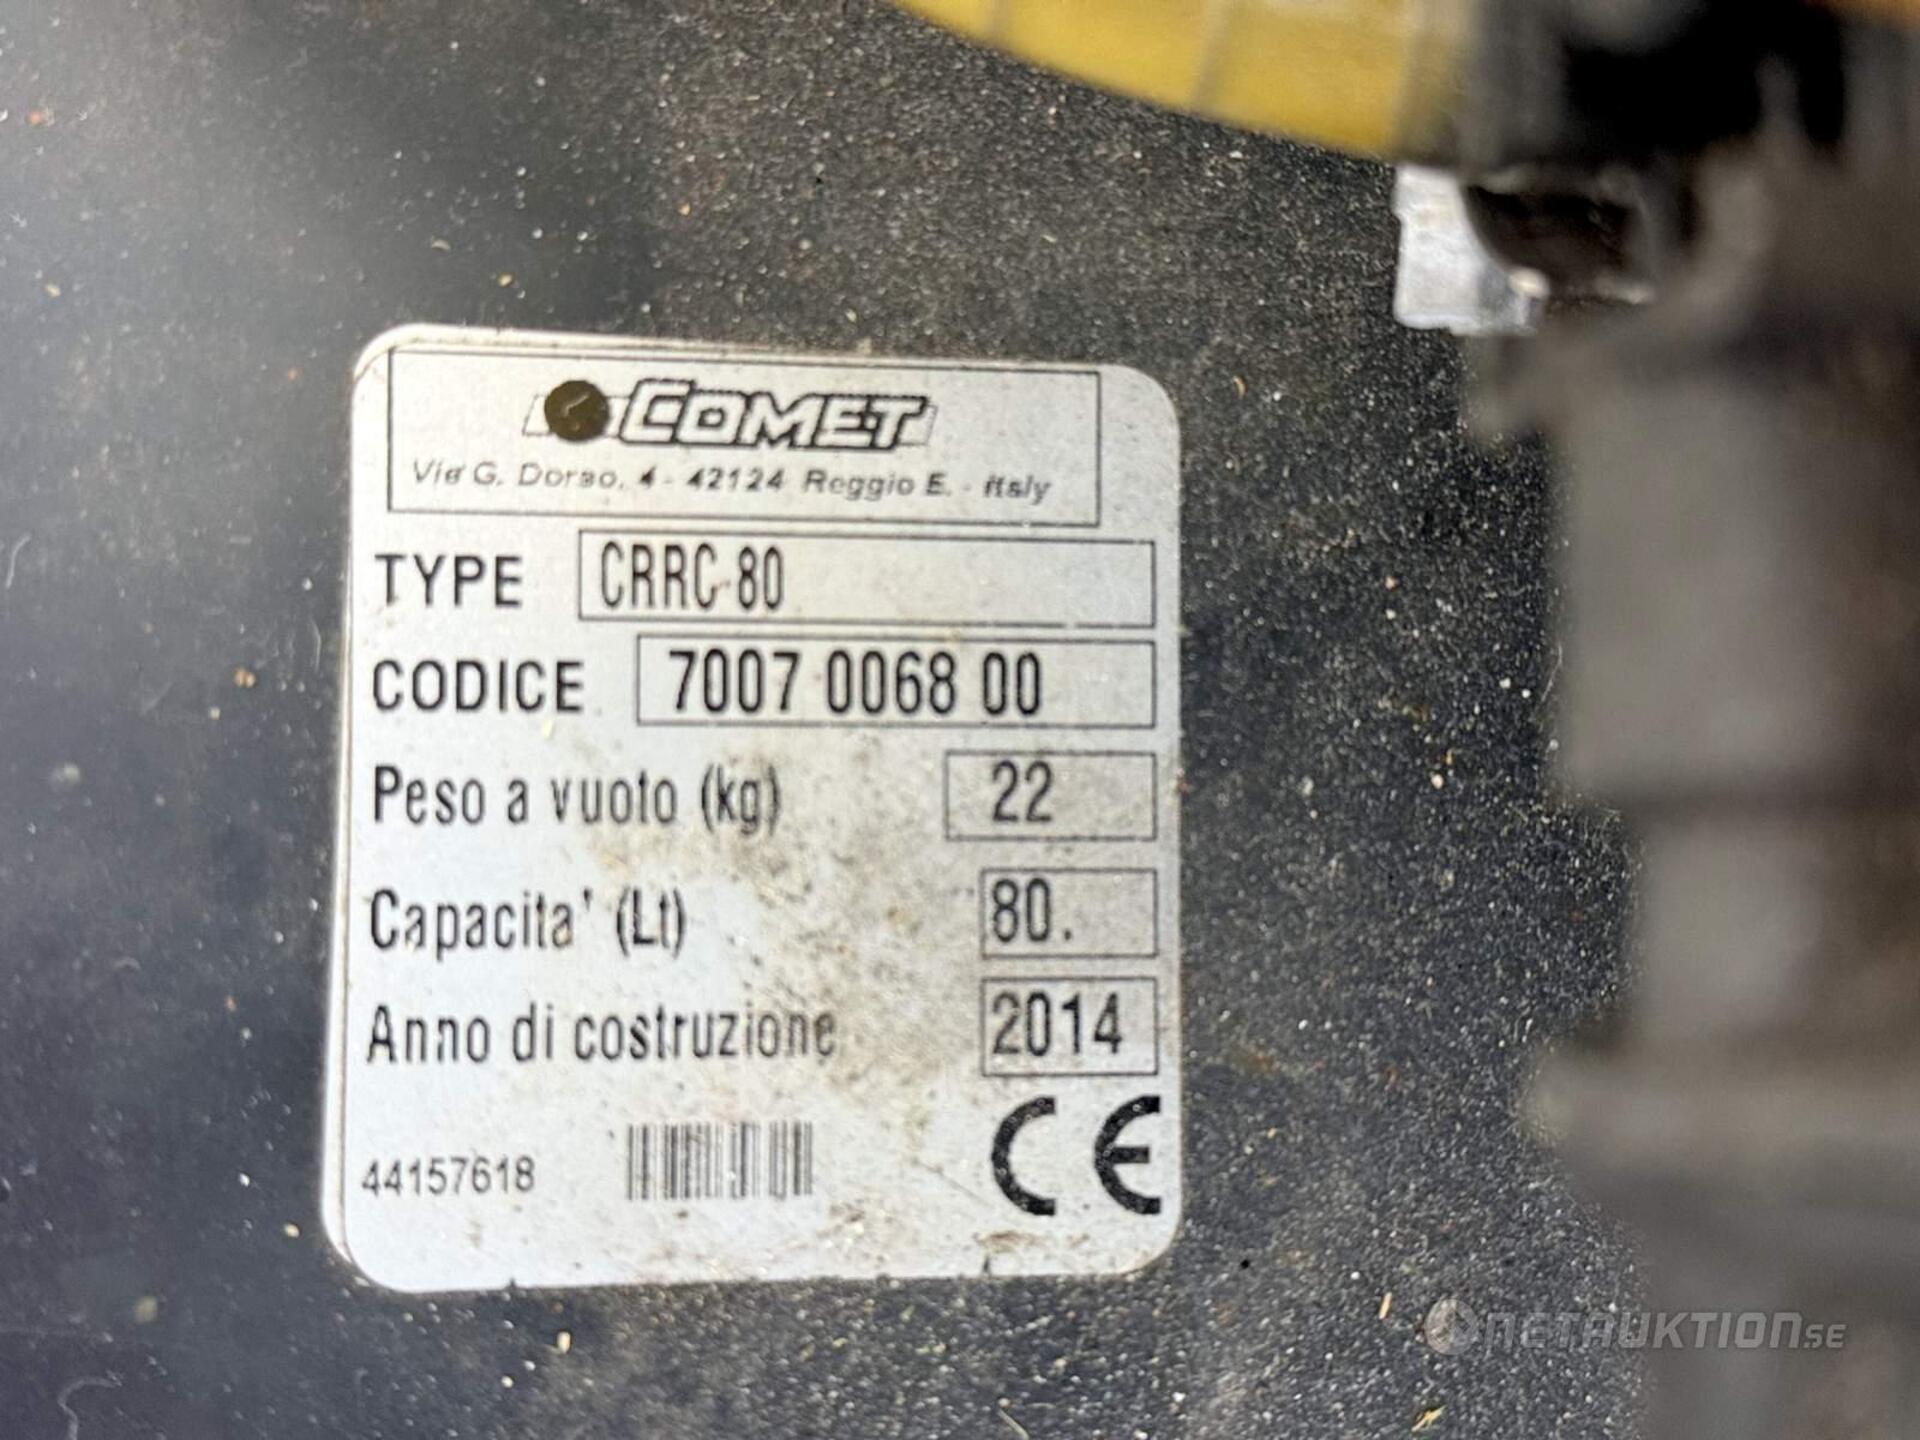 COMET
Via G. Dorso, 4 - 42124 Reggio E. - Italy
TYPE CRRC 80
CODICE 7007 0068 00
Peso a vuoto (kg) 22
Capacita' (Lt) 80.
Anno di costruzione 2014
44157618 CE
NETAUKTION.SE